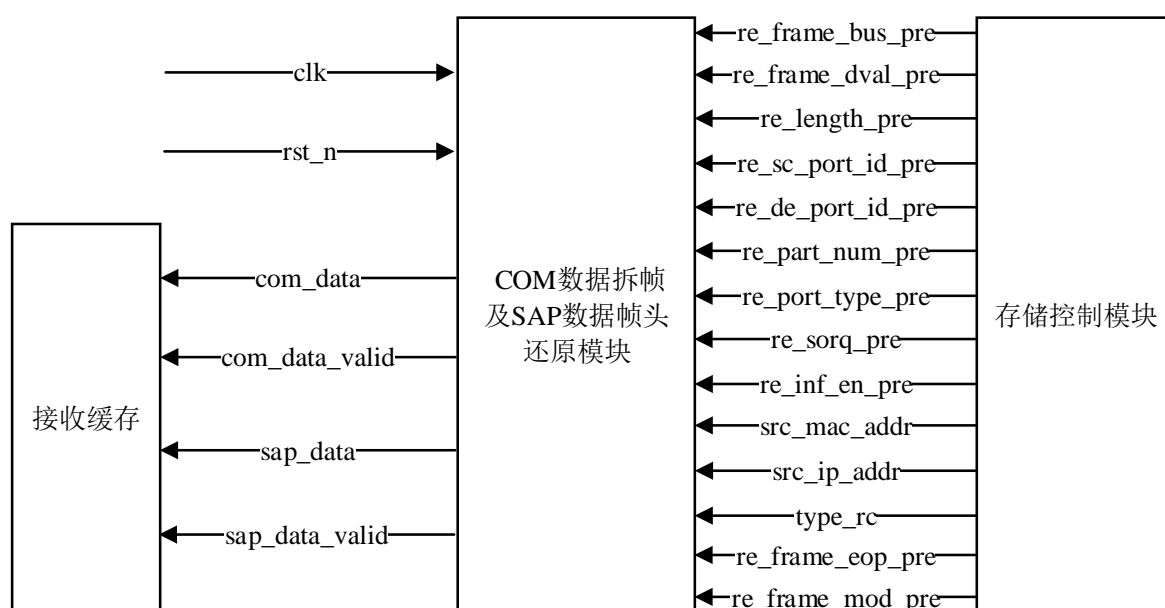 re_frame_bus_pre
clk
re_frame_dval_pre
re_length_pre
rst_n
re_sc_port_id_pre
re_de_port_id_pre
re_part_num_pre
com_data
COM数据拆帧
及SAP数据帧头
还原模块
re_port_type_pre
存储控制模块
re_sorq_pre
com_data_valid
re_inf_en_pre
接收缓存
src_mac_addr
sap_data
src_ip_addr
type_rc
sap_data_valid
re_frame_eop_pre
re_frame_mod_pre